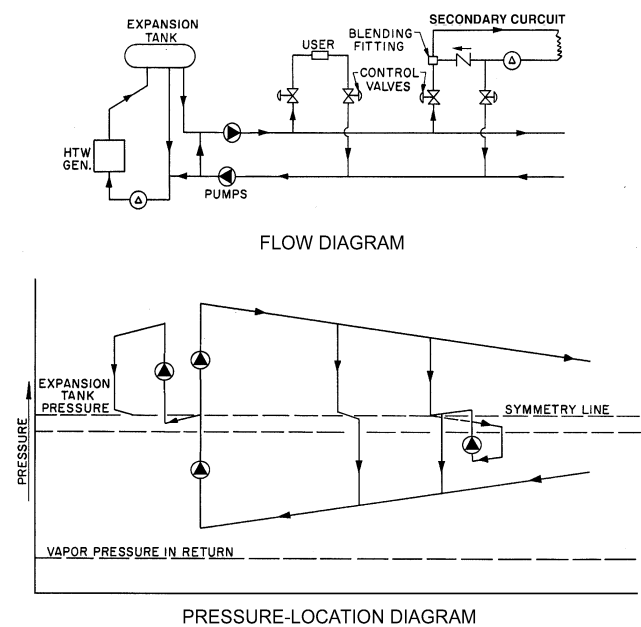 EXPANSION
TANK
SECONDARY CURCUIT
BLENDING
FITTING
USER
CONTROL
VALVES
HTW
GEN.
PUMPS
FLOW DIAGRAM
EXPANSION
TANK
PRESSURE
SYMMETRY LINE
PRESSURE
VAPOR PRESSURE IN RETURN
PRESSURE-LOCATION DIAGRAM